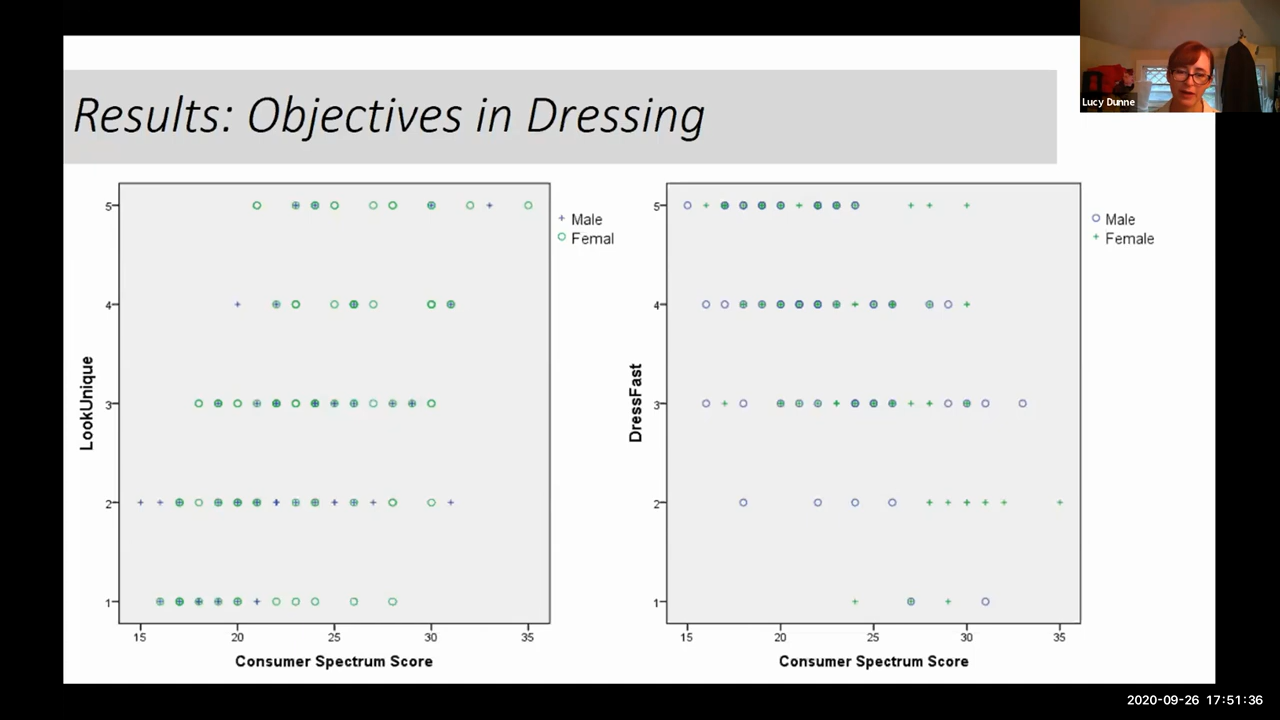 Lucy Dunne
Results: Objectives in Dressing
5
4
3
2
1
LookUnique
15 20 25 30 35
Consumer Spectrum Score
Male
Femal
5
4
3
2
1
DressFast
15 20 25 30 35
Consumer Spectrum Score
Male
Female
2020-09-26 17:51:36